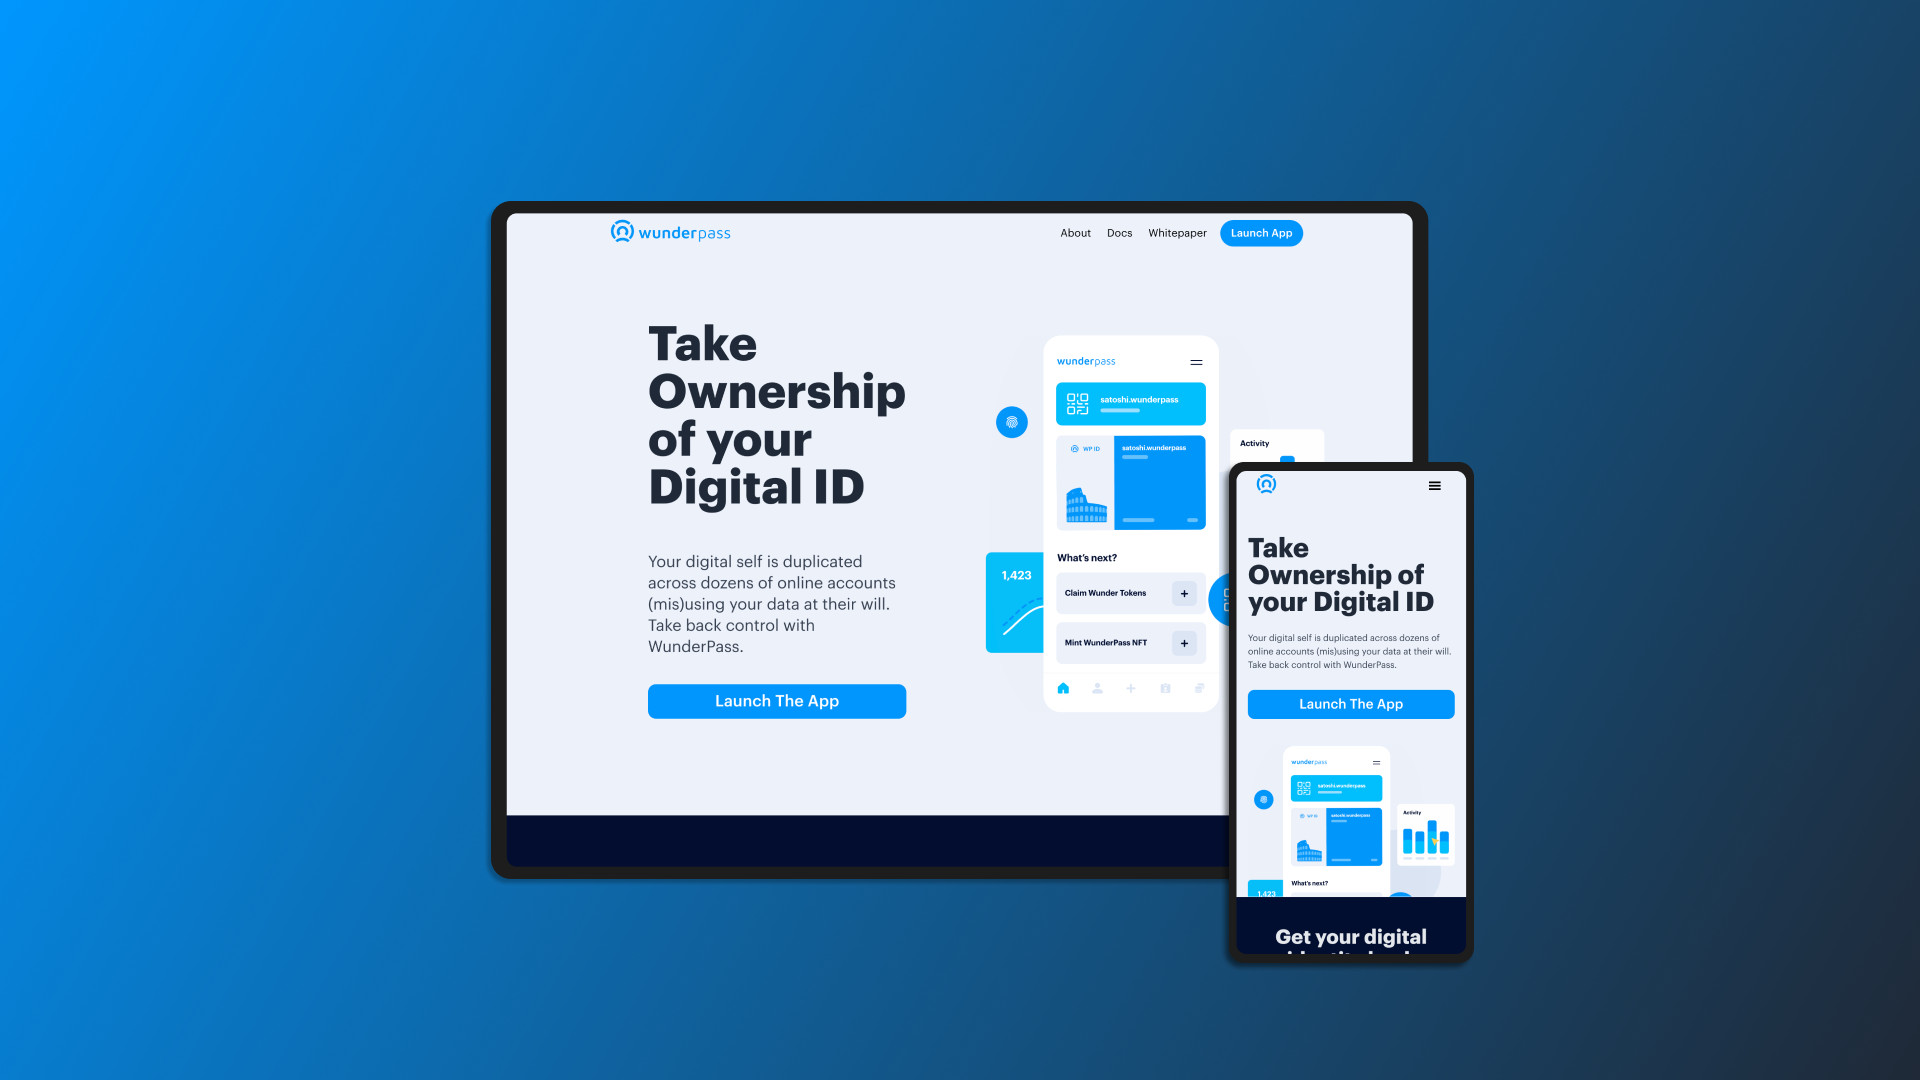 wunderpass
About Docs Whitepaper Launch App
Take
Ownership
of your
Digital ID
Your digital self is duplicated
across dozens of online accounts
(mis)using your data at their will.
Take back control with
WunderPass.
Launch The App
wunderpass
satoshi.wunderpass
WP ID
satoshi.wunderpass
1,423
What's next?
Claim Wunder Tokens
+
Mint WunderPass NFT
+
Activity
Take
Ownership of
your Digital ID
Your digital self is duplicated across dozens of
online accounts (mis)using your data at their will.
Take back control with WunderPass.
Launch The App
wunderpass
satoshi.wunderpass
WP ID
satoshi.wunderpass
Activity
What's next?
1,423
Get your digital